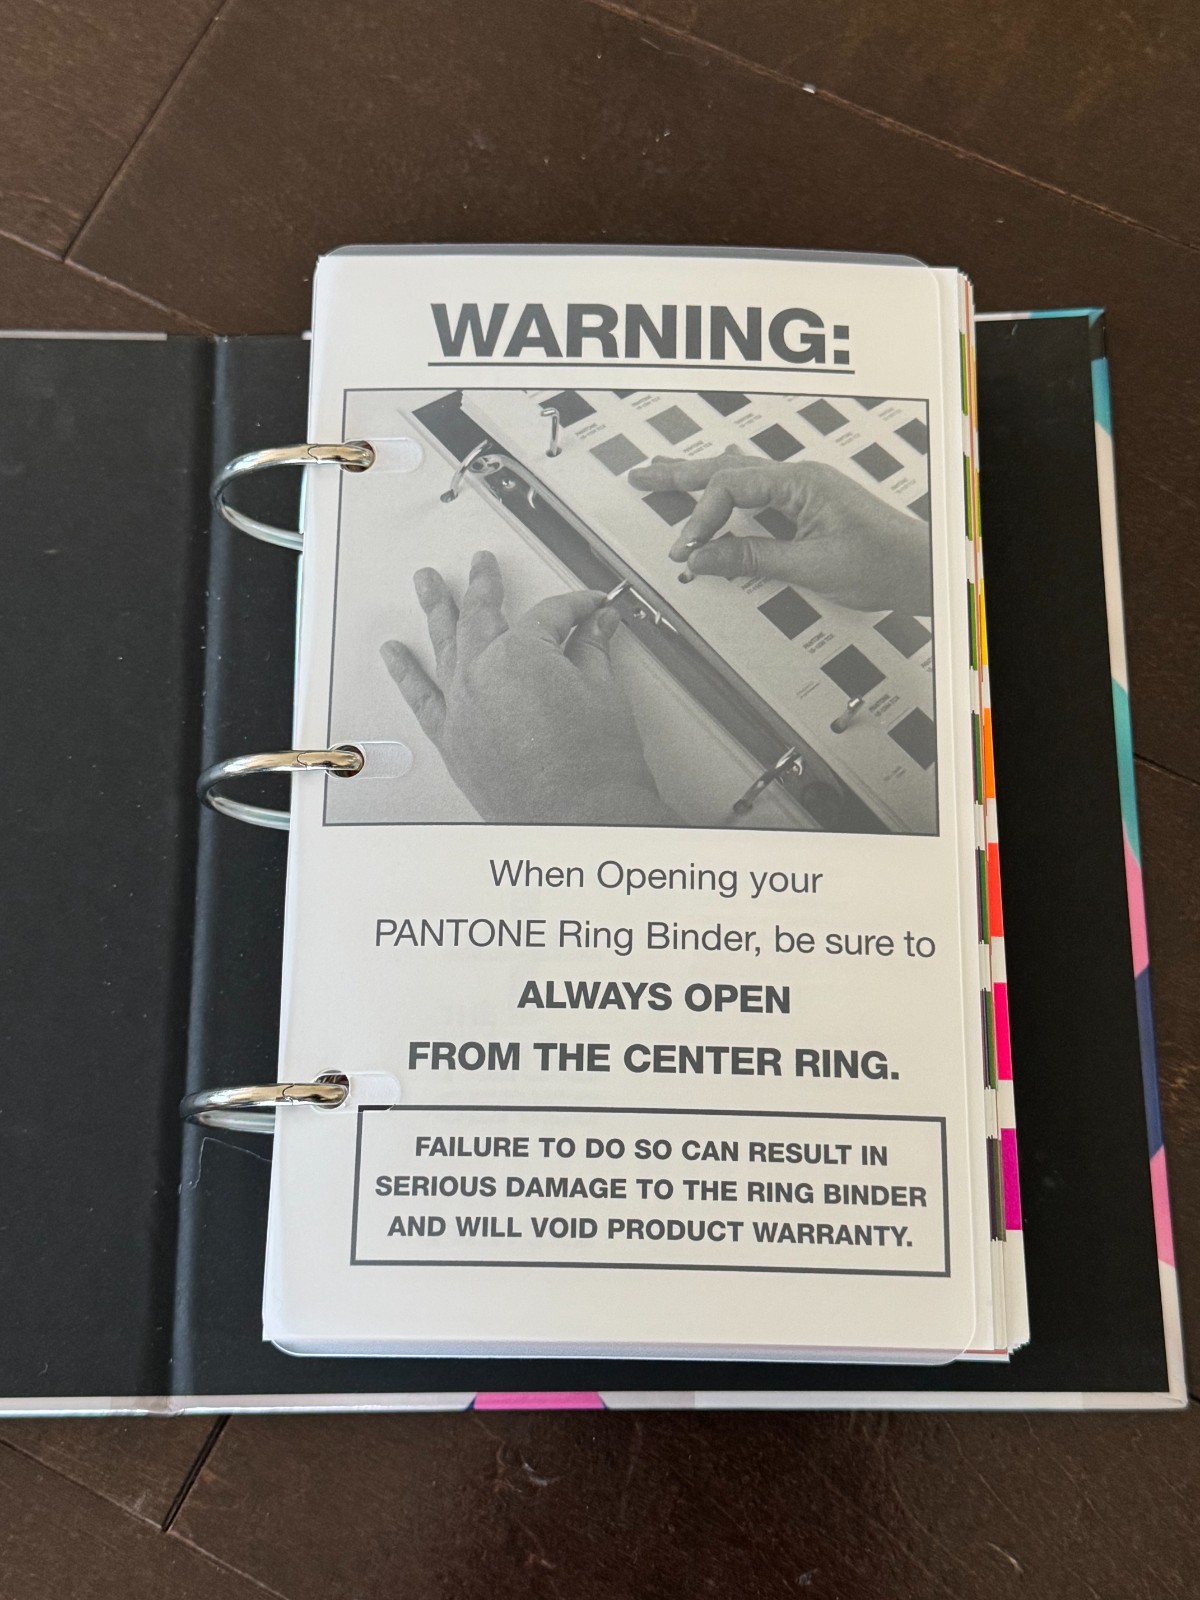 WARNING:
When Opening your
PANTONE Ring Binder, be sure to
ALWAYS OPEN
FROM THE CENTER RING.
FAILURE TO DO SO CAN RESULT IN
SERIOUS DAMAGE TO THE RING BINDER
AND WILL VOID PRODUCT WARRANTY.